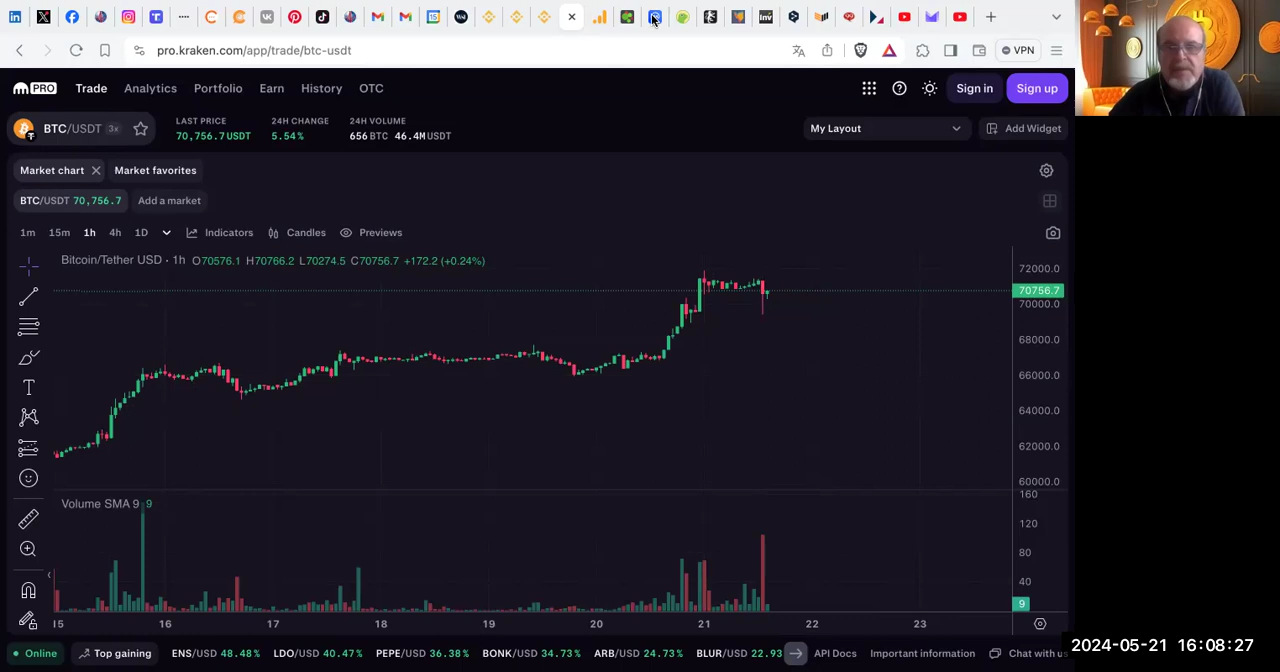 pro.kraken.com/app/trade/btc-usdt
VPN
PRO Trade Analytics Portfolio Earn History OTC
Sign in Sign up
BTC/USDT 3x
LAST PRICE 24H CHANGE 24H VOLUME
70,756.7 USDT 5.54% 656 BTC 46.4M USDT
My Layout Add Widget
Market chart Market favorites
BTC/USDT 70,756.7 Add a market
1m 15m 1h 4h 1D Indicators Candles Previews
Bitcoin/Tether USD · 1h O70576.1 H70766.2 L70274.5 C70756.7 +172.2 (+0.24%)
72000.0
70756.7
70000.0
68000.0
66000.0
64000.0
62000.0
60000.0
Volume SMA 9 9
160
120
80
40
9
15 16 17 18 19 20 21 22 23
Online Top gaining ENS/USD 48.48% LDO/USD 40.47% PEPE/USD 36.38% BONK/USD 34.73% ARB/USD 24.73% BLUR/USD 22.93 API Docs Important information Chat with us
2024-05-21 16:08:27